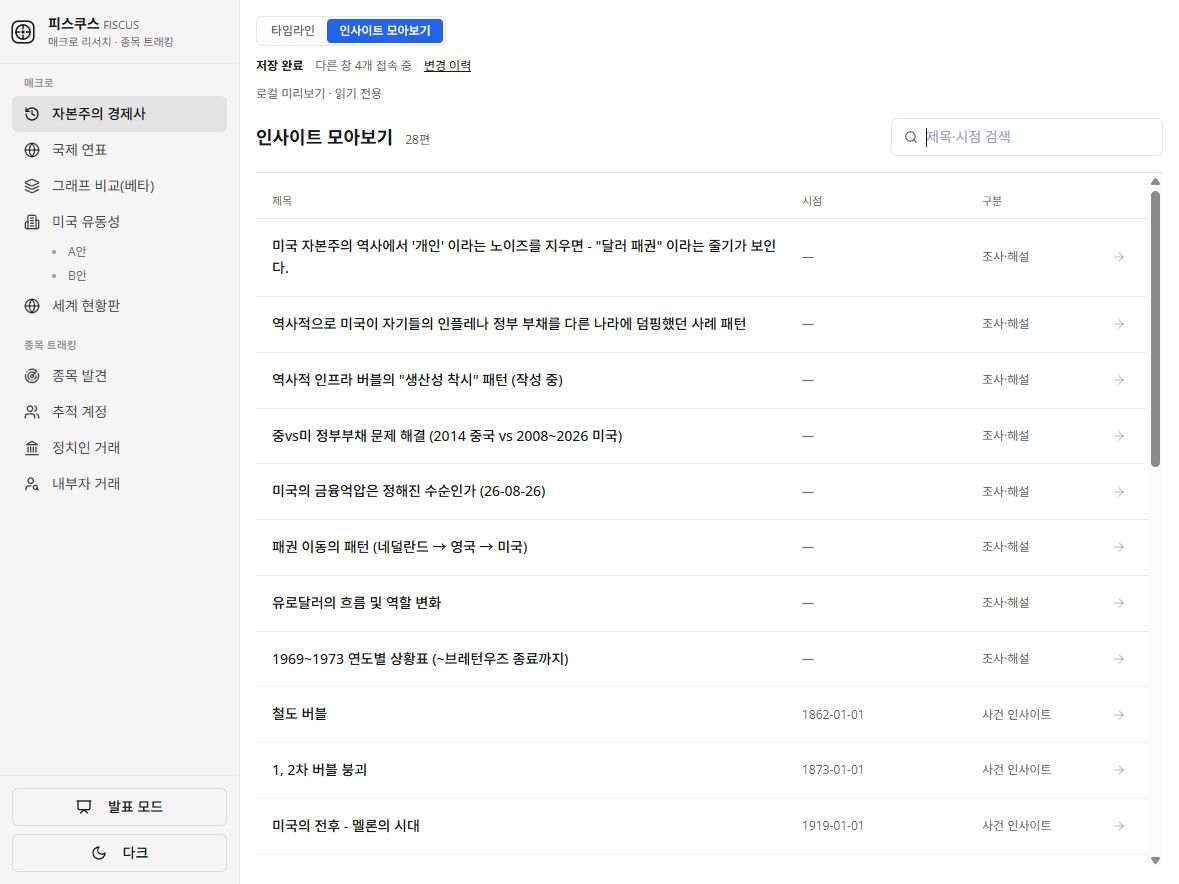 피스쿠스 FISCUS
매크로 리서치 · 종목 트래킹
매크로
자본주의 경제사
국제 연표
그래프 비교(베타)
미국 유동성
A안
B안
세계 현황판
종목 트래킹
종목 발견
추적 계정
정치인 거래
내부자 거래
발표 모드
다크
타임라인 인사이트 모아보기
저장 완료 다른 창 4개 접속 중 변경 이력
로컬 미리보기 · 읽기 전용
인사이트 모아보기 28편
제목·시점 검색
제목 시점 구분
미국 자본주의 역사에서 '개인' 이라는 노이즈를 지우면 - "달러 패권" 이라는 줄기가 보인
다.
— 조사·해설 →
역사적으로 미국이 자기들의 인플레나 정부 부채를 다른 나라에 덤핑했던 사례 패턴 — 조사·해설 →
역사적 인프라 버블의 "생산성 착시" 패턴 (작성 중) — 조사·해설 →
중vs미 정부부채 문제 해결 (2014 중국 vs 2008~2026 미국) — 조사·해설 →
미국의 금융억압은 정해진 수순인가 (26-08-26) — 조사·해설 →
패권 이동의 패턴 (네덜란드 → 영국 → 미국) — 조사·해설 →
유로달러의 흐름 및 역할 변화 — 조사·해설 →
1969~1973 연도별 상황표 (~브레턴우즈 종료까지) — 조사·해설 →
철도 버블 1862-01-01 사건 인사이트 →
1, 2차 버블 붕괴 1873-01-01 사건 인사이트 →
미국의 전후 - 멜론의 시대 1919-01-01 사건 인사이트 →